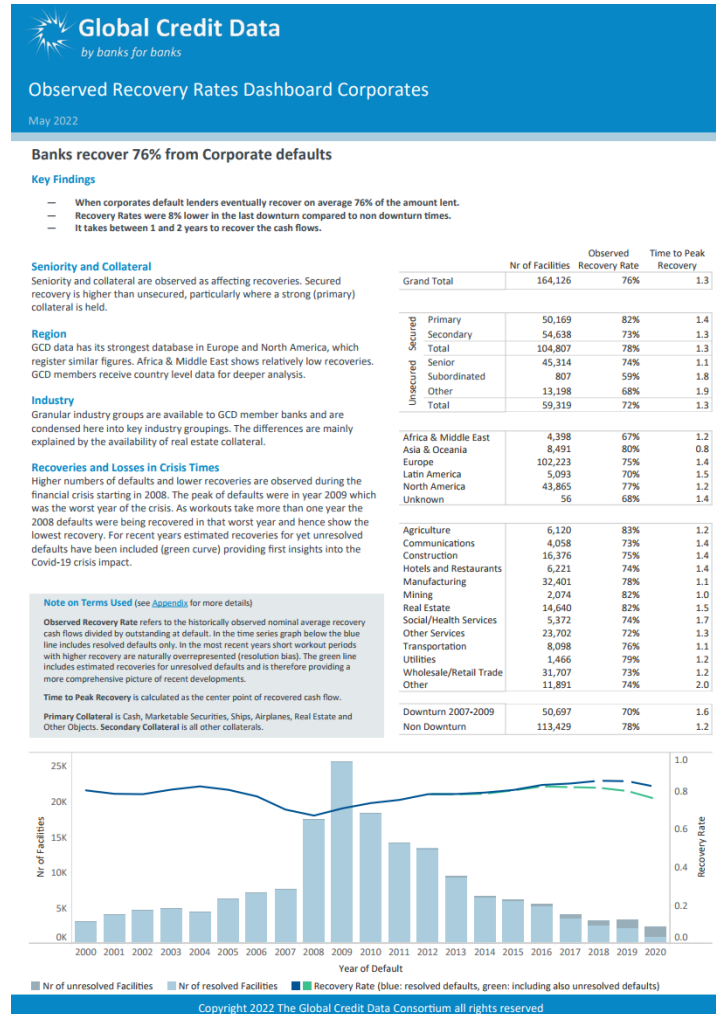 Global Credit Data
by banks for banks
Observed Recovery Rates Dashboard Corporates
May 2022
Banks recover 76% from Corporate defaults
Key Findings
— When corporates default lenders eventually recover on average 76% of the amount lent.
— Recovery Rates were 8% lower in the last downturn compared to non downturn times.
— It takes between 1 and 2 years to recover the cash flows.
Seniority and Collateral
Seniority and collateral are observed as affecting recoveries. Secured
recovery is higher than unsecured, particularly where a strong (primary)
collateral is held.
Region
GCD data has its strongest database in Europe and North America, which
register similar figures. Africa & Middle East shows relatively low recoveries.
GCD members receive country level data for deeper analysis.
Industry
Granular industry groups are available to GCD member banks and are
condensed here into key industry groupings. The differences are mainly
explained by the availability of real estate collateral.
Recoveries and Losses in Crisis Times
Higher numbers of defaults and lower recoveries are observed during the
financial crisis starting in 2008. The peak of defaults were in year 2009 which
was the worst year of the crisis. As workouts take more than one year the
2008 defaults were being recovered in that worst year and hence show the
lowest recovery. For recent years estimated recoveries for yet unresolved
defaults have been included (green curve) providing first insights into the
Covid-19 crisis impact.
Note on Terms Used (see Appendix for more details)
Observed Recovery Rate refers to the historically observed nominal average recovery
cash flows divided by outstanding at default. In the time series graph below the blue
line includes resolved defaults only. In the most recent years short workout periods
with higher recovery are naturally overrepresented (resolution bias). The green line
includes estimated recoveries for unresolved defaults and is therefore providing a
more comprehensive picture of recent developments.
Time to Peak Recovery is calculated as the center point of recovered cash flow.
Primary Collateral is Cash, Marketable Securities, Ships, Airplanes, Real Estate and
Other Objects. Secondary Collateral is all other collaterals.
Observed Time to Peak
Nr of Facilities Recovery Rate Recovery
Grand Total 164,126 76% 1.3
Secured
Primary 50,169 82% 1.4
Secondary 54,638 73% 1.3
Total 104,807 78% 1.3
Unsecured
Senior 45,314 74% 1.1
Subordinated 807 59% 1.8
Other 13,198 68% 1.9
Total 59,319 72% 1.3
Africa & Middle East 4,398 67% 1.2
Asia & Oceania 8,491 80% 0.8
Europe 102,223 75% 1.4
Latin America 5,093 70% 1.5
North America 43,865 77% 1.2
Unknown 56 68% 1.4
Agriculture 6,120 83% 1.2
Communications 4,058 73% 1.4
Construction 16,376 75% 1.4
Hotels and Restaurants 6,221 74% 1.4
Manufacturing 32,401 78% 1.1
Mining 2,074 82% 1.0
Real Estate 14,640 82% 1.5
Social/Health Services 5,372 74% 1.7
Other Services 23,702 72% 1.3
Transportation 8,098 76% 1.1
Utilities 1,466 79% 1.2
Wholesale/Retail Trade 31,707 73% 1.2
Other 11,891 74% 2.0
Downturn 2007-2009 50,697 70% 1.6
Non Downturn 113,429 78% 1.2
Nr of Facilities
25K
20K
15K
10K
5K
0K
Recovery Rate
1.0
0.8
0.6
0.4
0.2
0.0
2000 2001 2002 2003 2004 2005 2006 2007 2008 2009 2010 2011 2012 2013 2014 2015 2016 2017 2018 2019 2020
Year of Default
Nr of unresolved Facilities Nr of resolved Facilities Recovery Rate (blue: resolved defaults, green: including also unresolved defaults)
Copyright 2022 The Global Credit Data Consortium all rights reserved